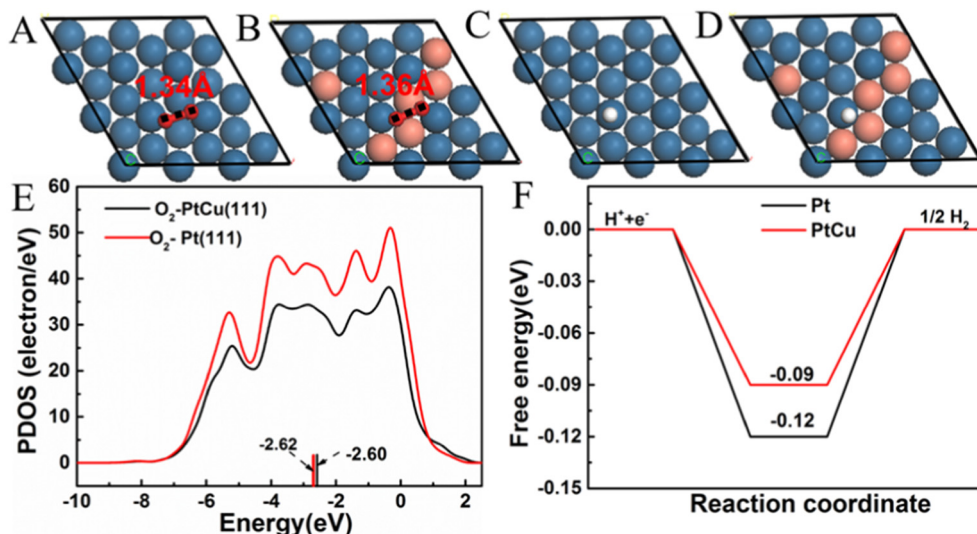 A
B
C
D
1.34Å
1.36Å
E
O₂-PtCu(111)
O₂- Pt(111)
PDOS (electron/eV)
60
50
40
30
20
10
0
-2.62
-2.60
-10
-8
-6
-4
-2
0
2
Energy(eV)
F
H⁺+e⁻
Pt
PtCu
1/2 H₂
Free energy(eV)
0.00
-0.03
-0.06
-0.09
-0.12
-0.15
-0.09
-0.12
Reaction coordinate